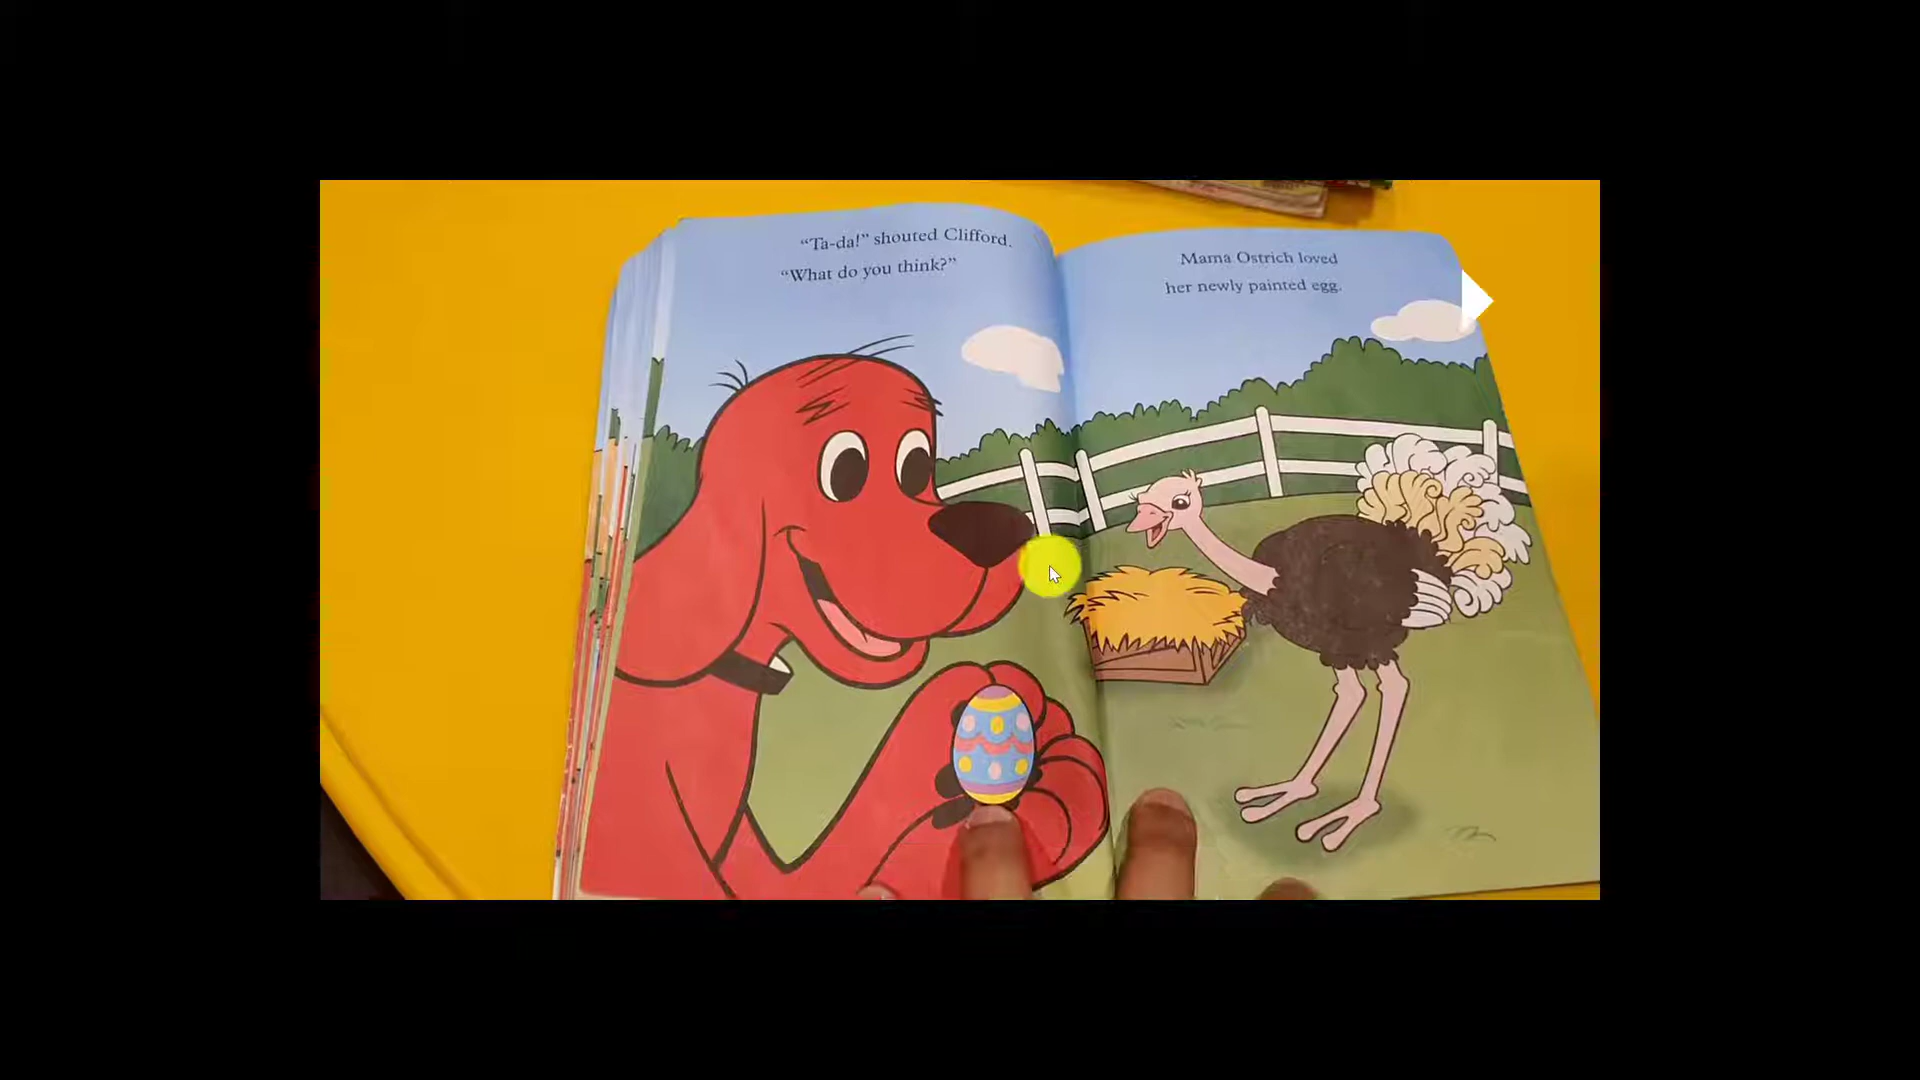 “Ta-da!” shouted Clifford.
“What do you think?”
Mama Ostrich loved
her newly painted egg.